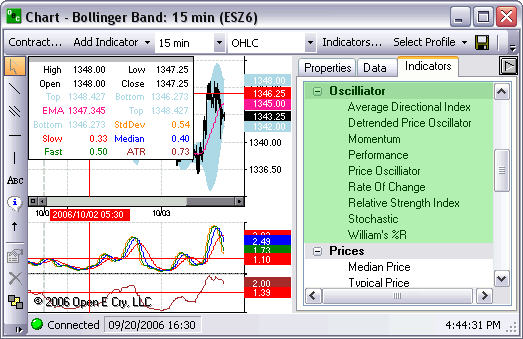 Chart - Bollinger Band: 15 min (ESZ6)
Contract... Add Indicator 15 min OHLC Indicators... Select Profile
Properties Data Indicators
High 1348.00 Low 1347.25
Open 1348.00 Close 1347.25
Top 1348.427 Bottom 1346.273
EMA 1347.345 Top 1348.427
Bottom 1346.273 StdDev 0.54
Slow 0.33 Median 0.40
Fast 0.50 ATR 0.73
1348.00
1346.25
1345.00
1343.25
1342.00
1340.00
1336.50
10/0 2006/10/02 05:30 10/03
2.49
1.73
1.10
2.00
1.39
© 2006 Open E Cry, LLC
ABC
Oscilliator
Average Directional Index
Detrended Price Oscillator
Momentum
Performance
Price Oscilliator
Rate Of Change
Relative Strength Index
Stochastic
William's %R
Prices
Median Price
Typical Price
Connected 09/20/2006 16:30 4:44:31 PM